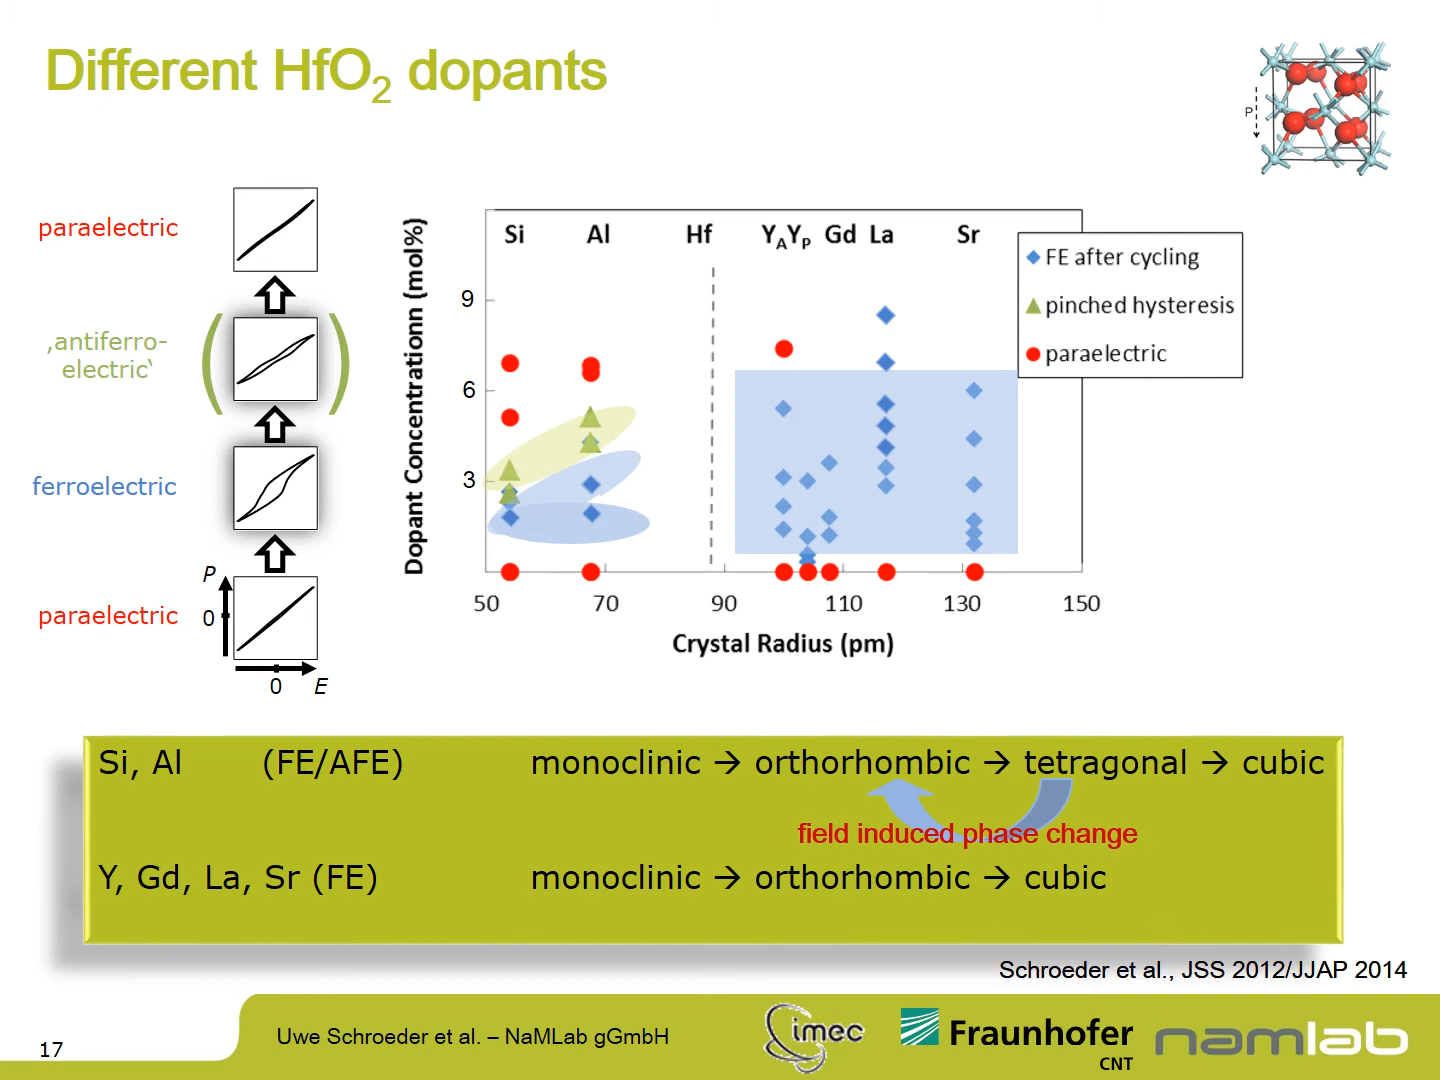 Different HfO2 dopants
P
paraelectric
‚antiferro-
electric‘
ferroelectric
paraelectric
P
0
0
E
Dopant Concentrationn (mol%)
Si Al Hf YAYP Gd La Sr
FE after cycling
pinched hysteresis
paraelectric
9
6
3
50 70 90 110 130 150
Crystal Radius (pm)
Si, Al (FE/AFE) monoclinic → orthorhombic → tetragonal → cubic
field induced phase change
Y, Gd, La, Sr (FE) monoclinic → orthorhombic → cubic
Schroeder et al., JSS 2012/JJAP 2014
17
Uwe Schroeder et al. – NaMLab gGmbH
imec
Fraunhofer
CNT
namlab